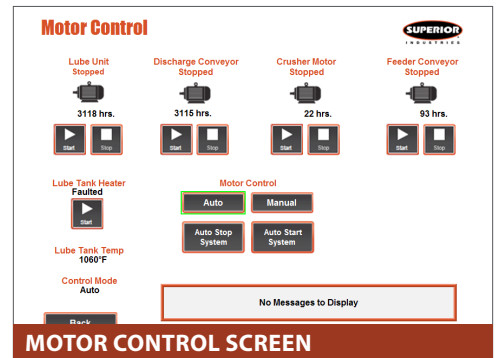 Motor Control
SUPERIOR
INDUSTRIES
Lube Unit
Stopped
3118 hrs.
Start
Stop
Discharge Conveyor
Stopped
3115 hrs.
Start
Stop
Crusher Motor
Stopped
22 hrs.
Start
Stop
Feeder Conveyor
Stopped
93 hrs.
Start
Stop
Lube Tank Heater
Faulted
Start
Motor Control
Auto
Manual
Auto Stop
System
Auto Start
System
Lube Tank Temp
1060°F
Control Mode
Auto
No Messages to Display
Back
MOTOR CONTROL SCREEN